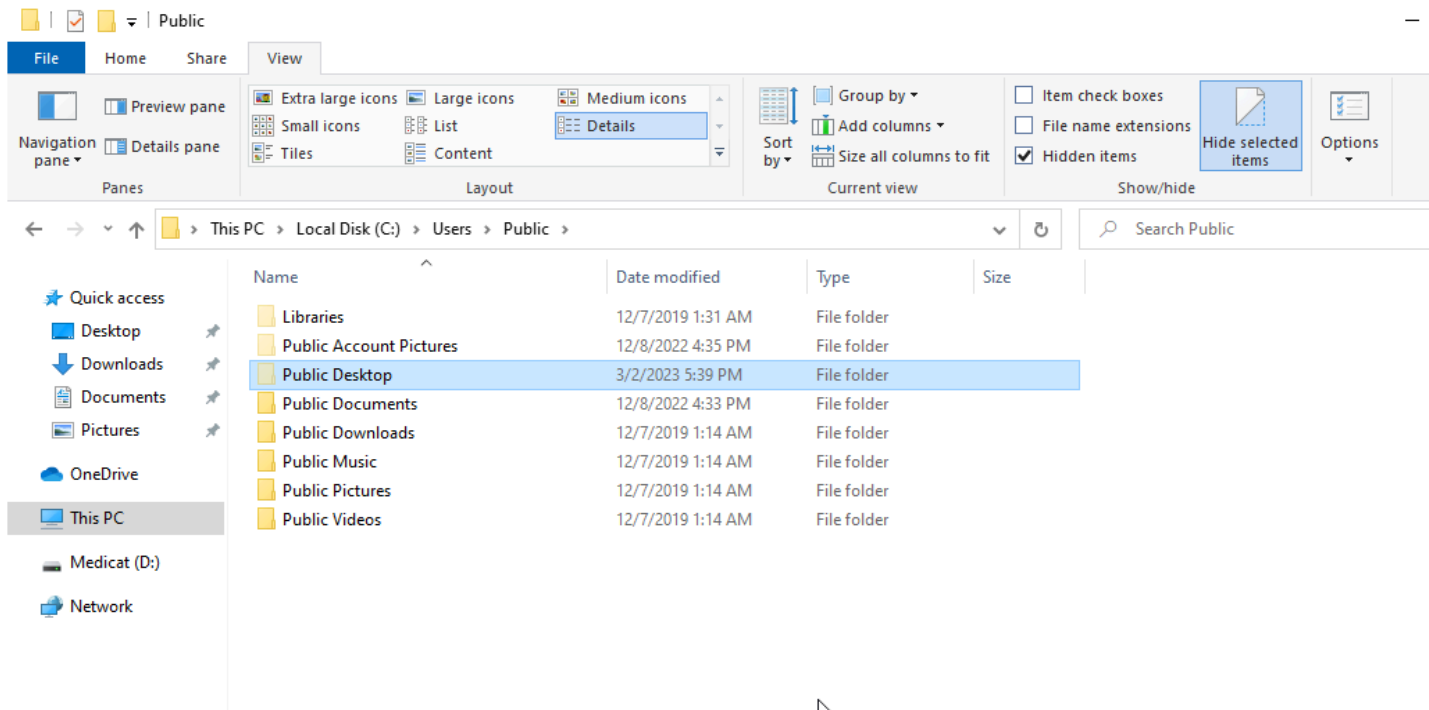 Public
File Home Share View
Extra large icons Large icons Medium icons
Preview pane
Small icons List Details
Navigation pane
Details pane
Tiles Content
Sort by
Group by
Add columns
Size all columns to fit
Item check boxes
File name extensions
Hidden items
Hide selected items
Options
Panes Layout Current view Show/hide
This PC Local Disk (C:) Users Public
Search Public
Name Date modified Type Size
Quick access
Desktop
Downloads
Documents
Pictures
OneDrive
This PC
Medicat (D:)
Network
Libraries 12/7/2019 1:31 AM File folder
Public Account Pictures 12/8/2022 4:35 PM File folder
Public Desktop 3/2/2023 5:39 PM File folder
Public Documents 12/8/2022 4:33 PM File folder
Public Downloads 12/7/2019 1:14 AM File folder
Public Music 12/7/2019 1:14 AM File folder
Public Pictures 12/7/2019 1:14 AM File folder
Public Videos 12/7/2019 1:14 AM File folder